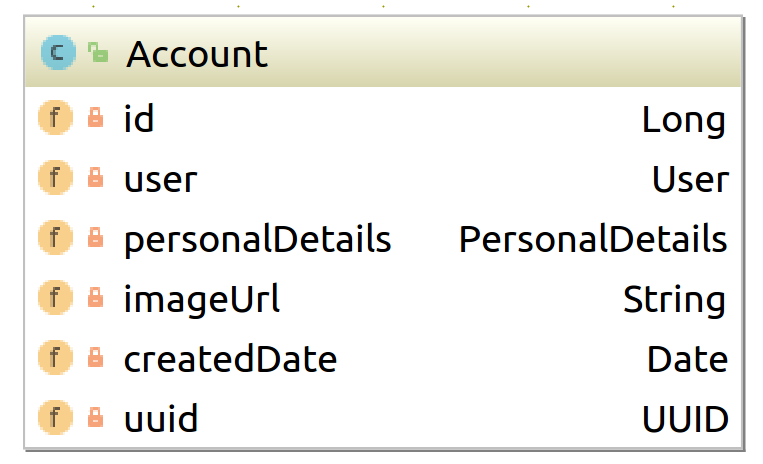 Account
id Long
user User
personalDetails PersonalDetails
imageUrl String
createdDate Date
uuid UUID